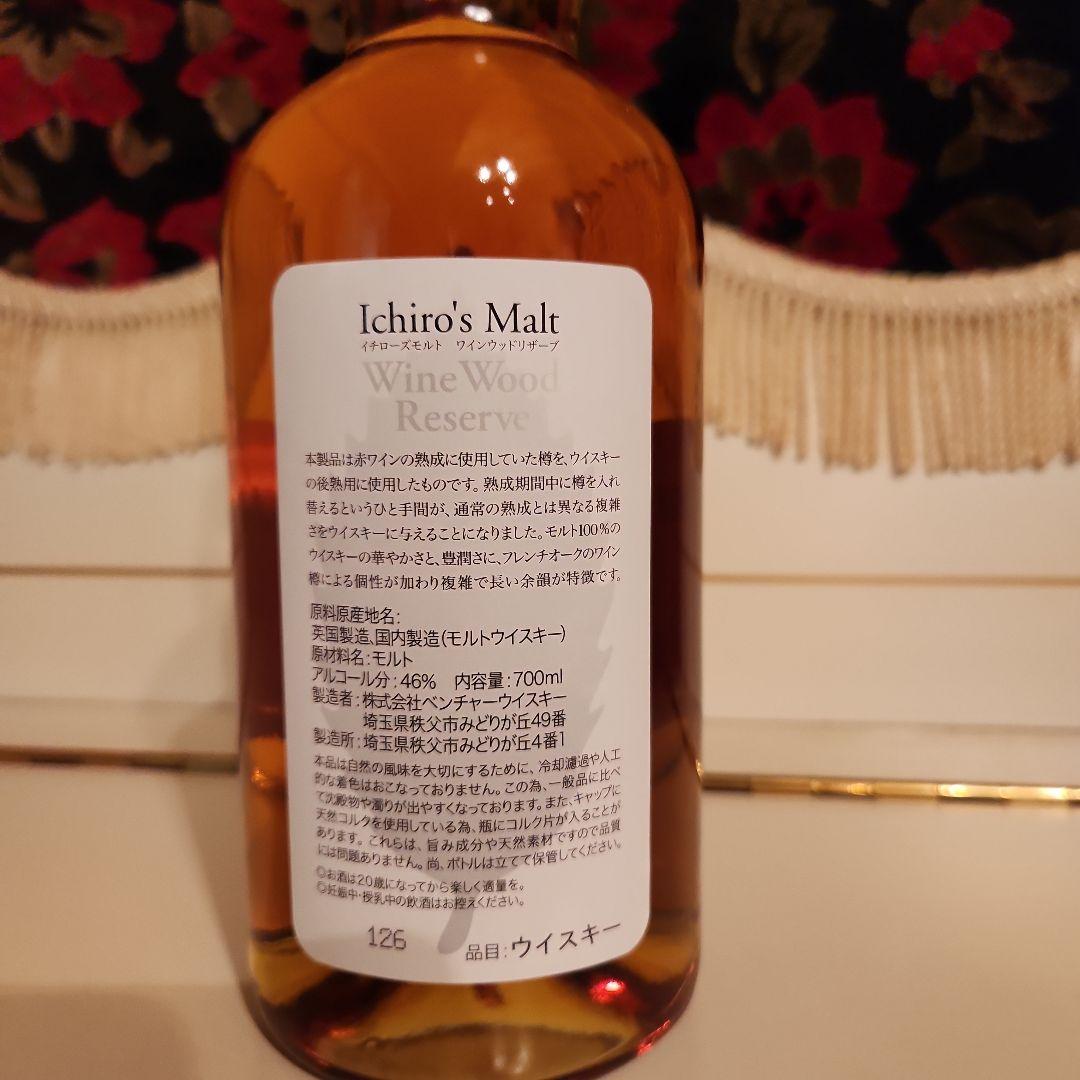 Ichiro's Malt
イチローズモルト　ワインウッドリザーブ
Wine Wood
Reserve
本製品は赤ワインの熟成に使用していた樽を、ウイスキー
の後熟用に使用したものです。熟成期間中に樽を入れ
替えるというひと手間が、通常の熟成とは異なる複雑
さをウイスキーに与えることになりました。モルト100%の
ウイスキーの華やかさと、豊潤さに、フレンチオークのワイン
樽による個性が加わり複雑で長い余韻が特徴です。
原料原産地名：
英国製造、国内製造(モルトウイスキー)
原材料名：モルト
アルコール分：46%　内容量：700ml
製造者：株式会社ベンチャーウイスキー
埼玉県秩父市みどりが丘49番
製造所：埼玉県秩父市みどりが丘4番1
本品は自然の風味を大切にするために、冷却濾過や人工
的な着色はおこなっておりません。この為、一般品に比べ
て沈殿物や濁りが出やすくなっております。また、キャップに
天然コルクを使用している為、瓶にコルク片が入ることが
あります。これらは、旨み成分や天然素材ですので品質
には問題ありません。尚、ボトルは立てて保管してください。
◎お酒は20歳になってから楽しく適量を。
◎妊娠中・授乳中の飲酒はお控えください。
126
品目：ウイスキー